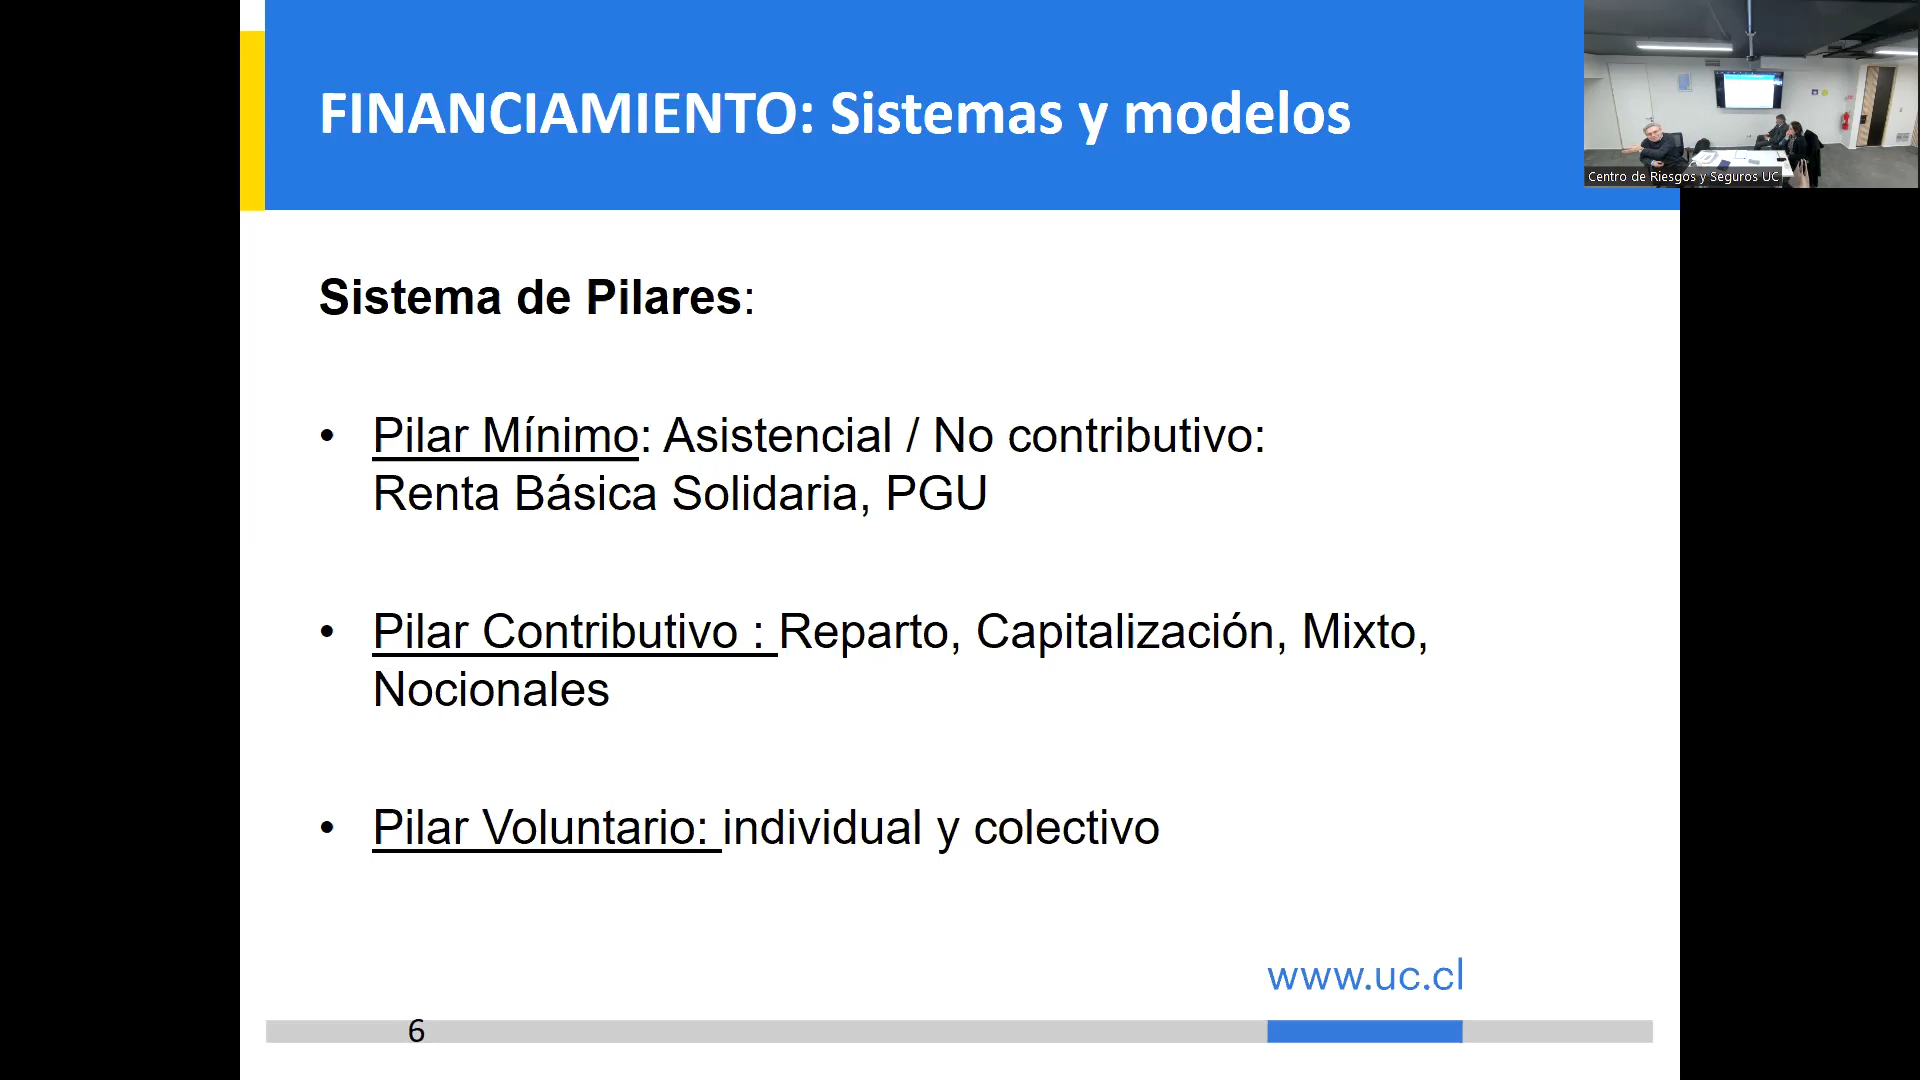 FINANCIAMIENTO: Sistemas y modelos
Centro de Riesgos y Seguros UC
Sistema de Pilares:
• Pilar Mínimo: Asistencial / No contributivo:
Renta Básica Solidaria, PGU
• Pilar Contributivo : Reparto, Capitalización, Mixto,
Nocionales
• Pilar Voluntario: individual y colectivo
www.uc.cl
6